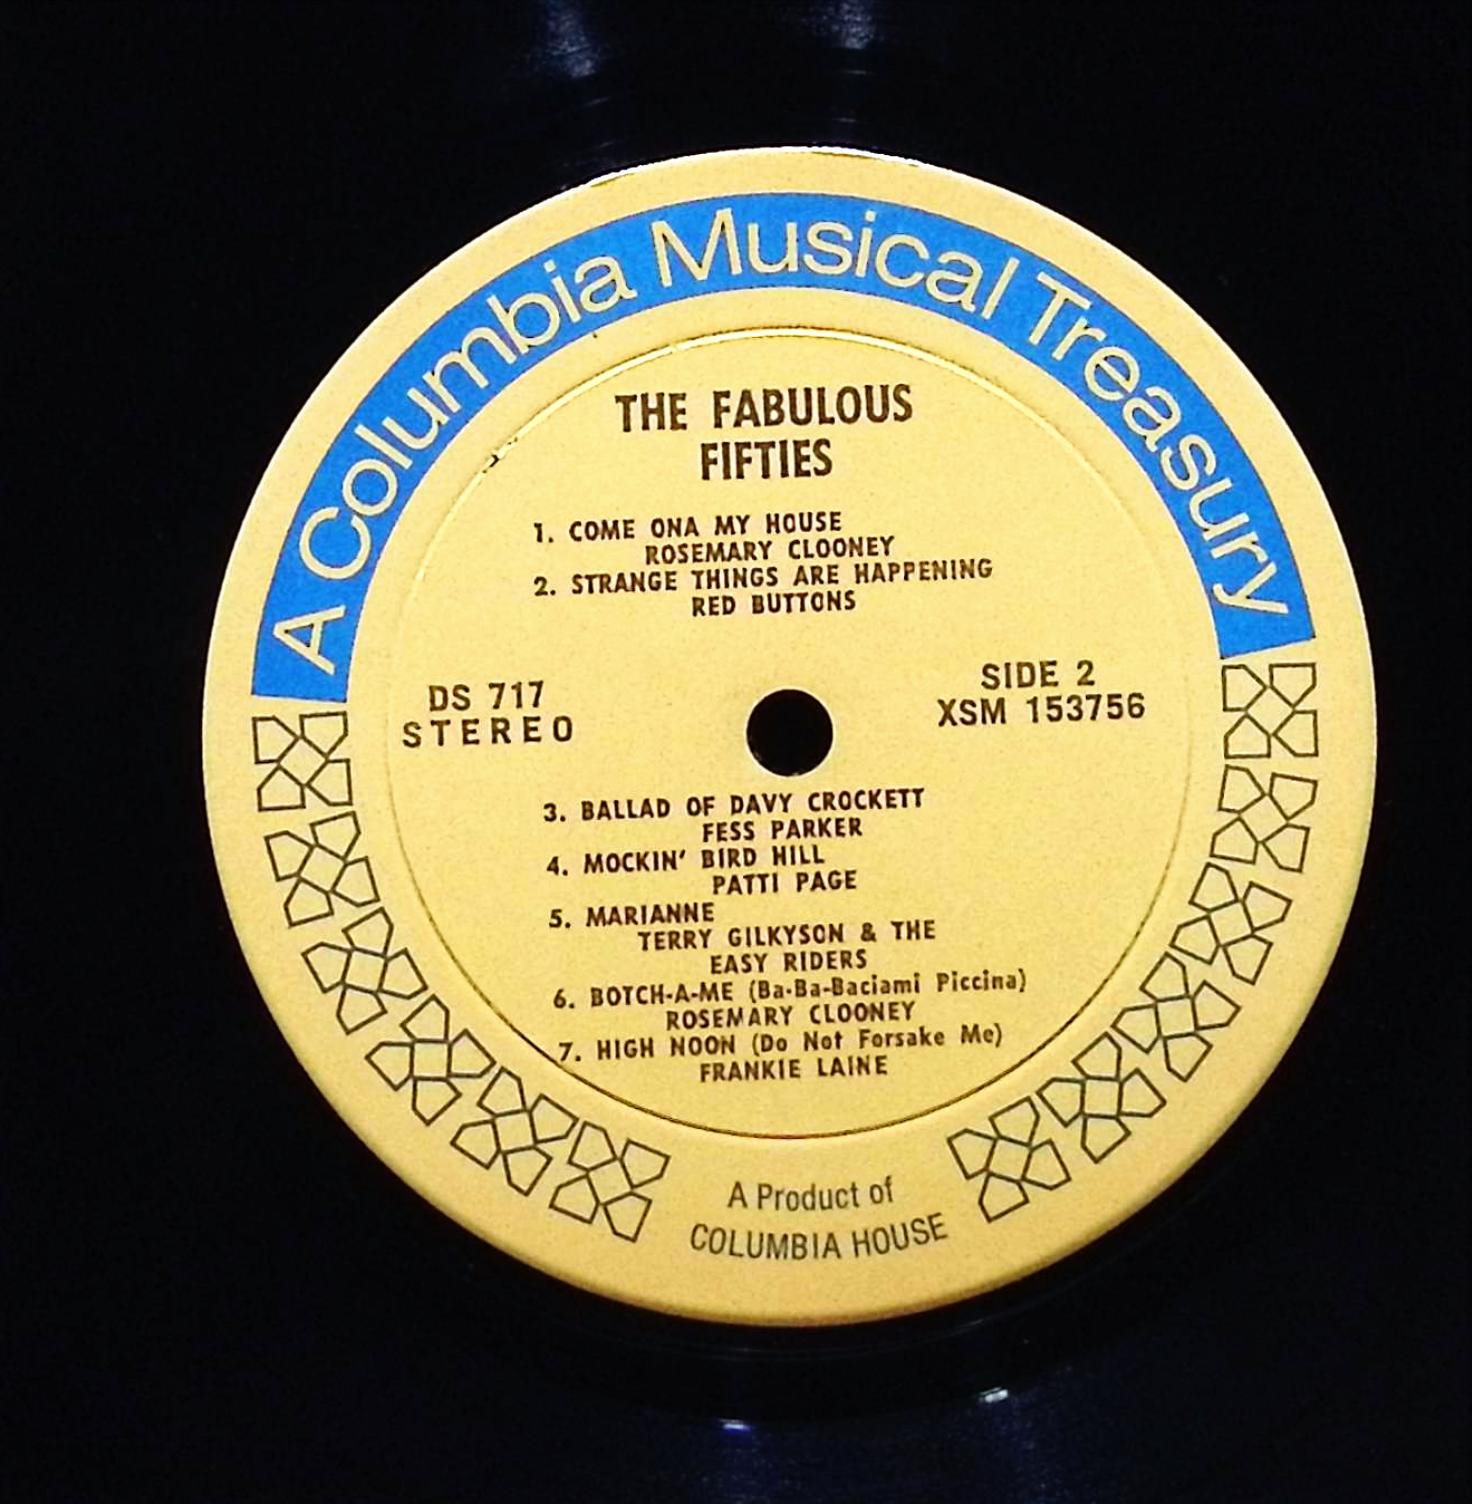 A Columbia Musical Treasury
THE FABULOUS
FIFTIES
1. COME ONA MY HOUSE
ROSEMARY CLOONEY
2. STRANGE THINGS ARE HAPPENING
RED BUTTONS
DS 717
STEREO
SIDE 2
XSM 153756
3. BALLAD OF DAVY CROCKETT
FESS PARKER
4. MOCKIN' BIRD HILL
PATTI PAGE
5. MARIANNE
TERRY GILKYSON & THE
EASY RIDERS
6. BOTCH-A-ME (Ba-Ba-Baciami Piccina)
ROSEMARY CLOONEY
7. HIGH NOON (Do Not Forsake Me)
FRANKIE LAINE
A Product of
COLUMBIA HOUSE